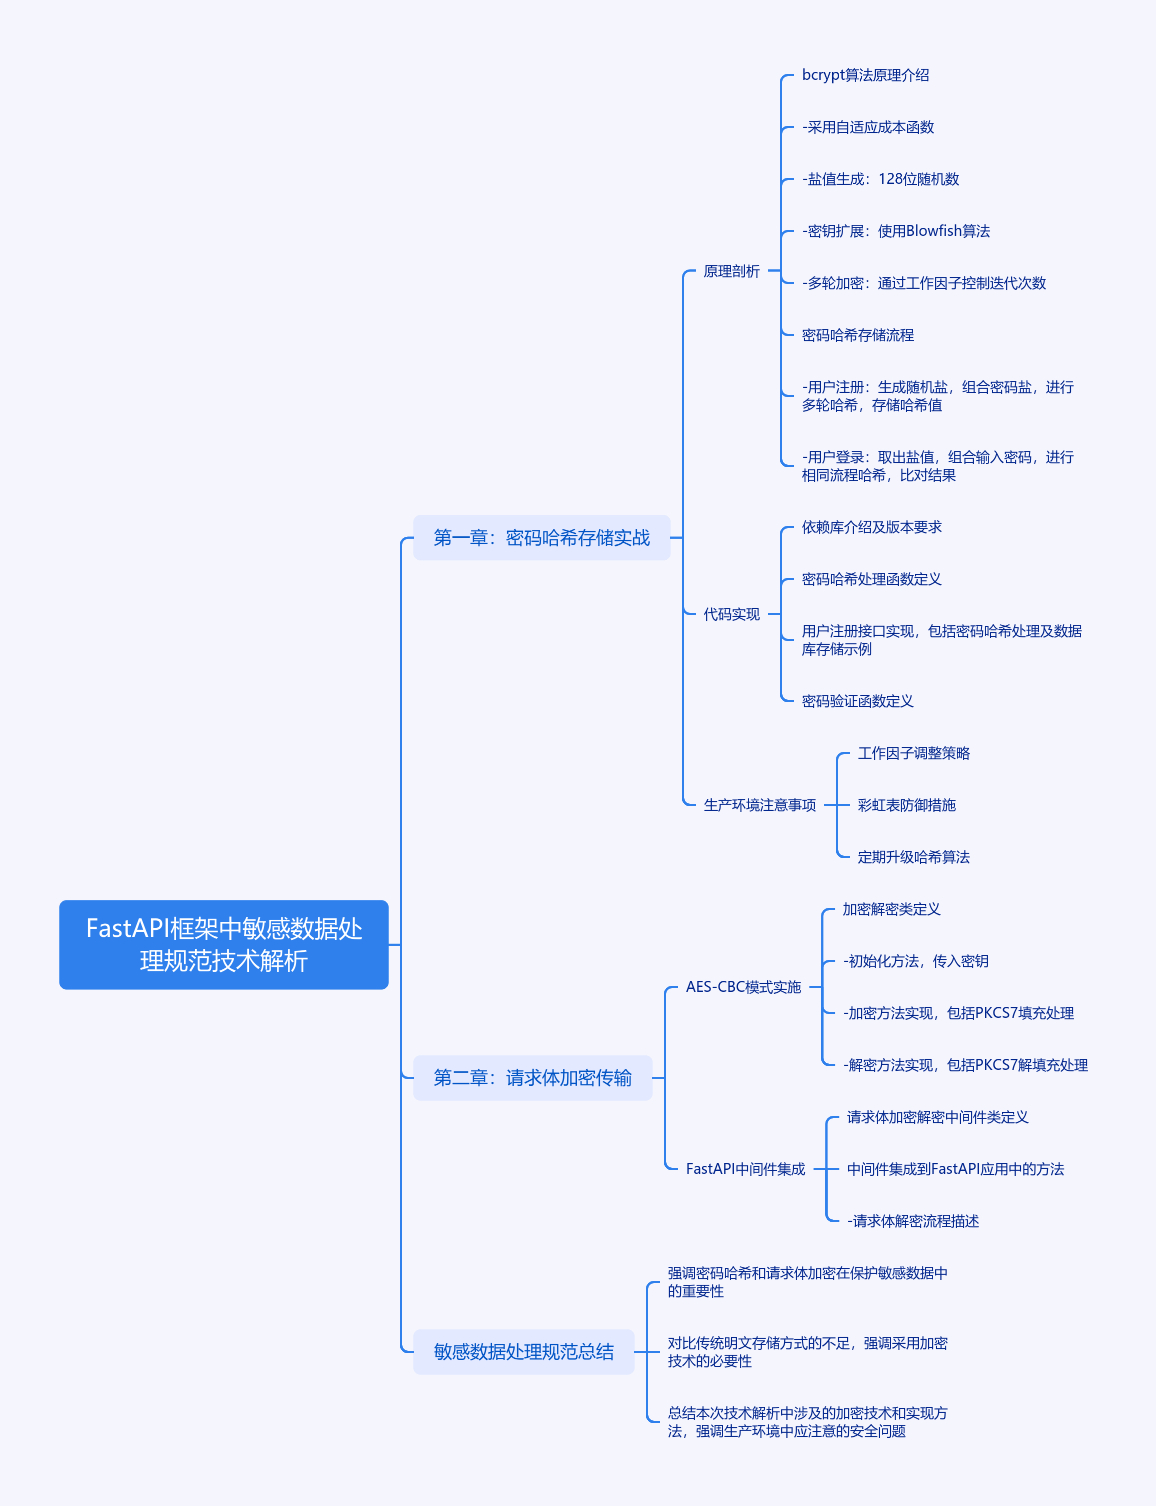 FastAPI框架中敏感数据处
理规范技术解析
第一章：密码哈希存储实战
原理剖析
bcrypt算法原理介绍
-采用自适应成本函数
-盐值生成：128位随机数
-密钥扩展：使用Blowfish算法
-多轮加密：通过工作因子控制迭代次数
密码哈希存储流程
-用户注册：生成随机盐，组合密码盐，进行
多轮哈希，存储哈希值
-用户登录：取出盐值，组合输入密码，进行
相同流程哈希，比对结果
代码实现
依赖库介绍及版本要求
密码哈希处理函数定义
用户注册接口实现，包括密码哈希处理及数据
库存储示例
密码验证函数定义
生产环境注意事项
工作因子调整策略
彩虹表防御措施
定期升级哈希算法
第二章：请求体加密传输
AES-CBC模式实施
加密解密类定义
-初始化方法，传入密钥
-加密方法实现，包括PKCS7填充处理
-解密方法实现，包括PKCS7解填充处理
FastAPI中间件集成
请求体加密解密中间件类定义
中间件集成到FastAPI应用中的方法
-请求体解密流程描述
敏感数据处理规范总结
强调密码哈希和请求体加密在保护敏感数据中
的重要性
对比传统明文存储方式的不足，强调采用加密
技术的必要性
总结本次技术解析中涉及的加密技术和实现方
法，强调生产环境中应注意的安全问题